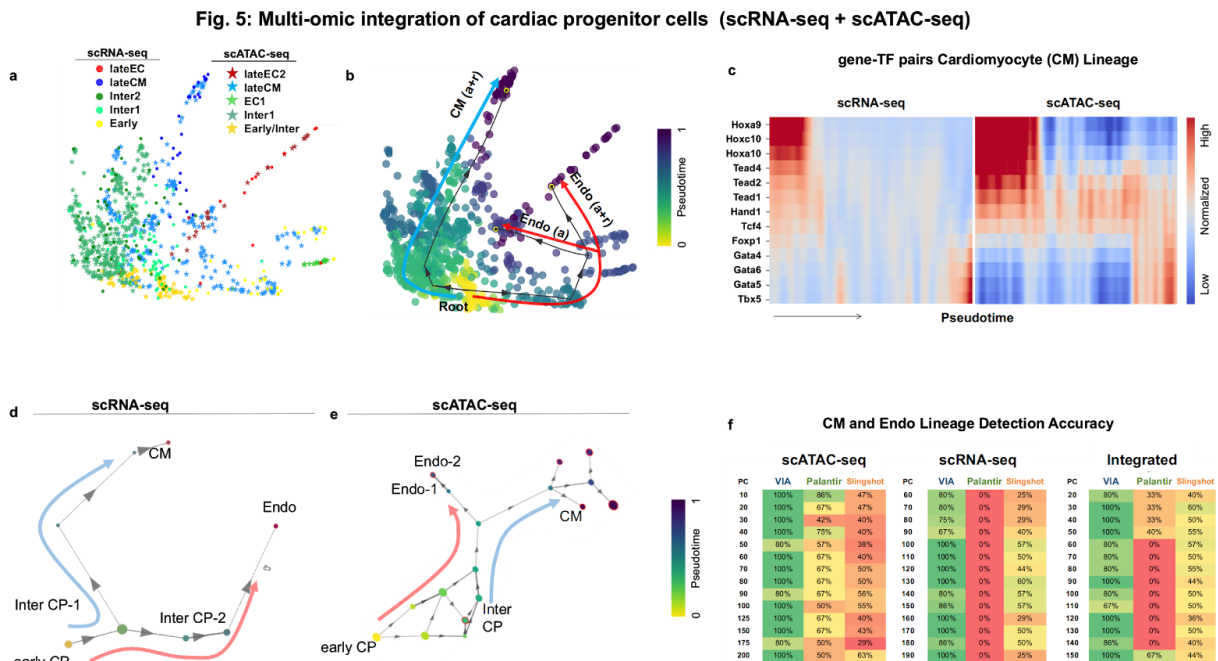 Fig. 5: Multi-omic integration of cardiac progenitor cells (scRNA-seq + scATAC-seq)
a
scRNA-seq
lateEC
lateCM
Inter2
Inter1
Early
scATAC-seq
lateEC2
lateCM
EC1
Inter1
Early/Inter
b
CM (a+r)
Endo (a+r)
Endo (a)
Root
1
Pseudotime
0
c
gene-TF pairs Cardiomyocyte (CM) Lineage
scRNA-seq scATAC-seq
Hoxa9
Hoxc10
Hoxa10
Tead4
Tead2
Tead1
Hand1
Tcf4
Foxp1
Gata4
Gata6
Gata5
Tbx5
Pseudotime
High
Normalized
Low
d
scRNA-seq
CM
Endo
Inter CP-1
Inter CP-2
early CP
e
scATAC-seq
Endo-2
Endo-1
CM
Inter
CP
early CP
1
Pseudotime
0
f
CM and Endo Lineage Detection Accuracy
scATAC-seq
PC VIA Palantir Slingshot
10 100% 86% 47%
20 100% 67% 47%
30 100% 42% 40%
40 100% 75% 40%
50 80% 57% 38%
60 100% 67% 40%
70 100% 67% 50%
80 100% 67% 50%
90 80% 67% 56%
100 100% 50% 55%
125 100% 67% 40%
150 100% 67% 43%
175 80% 50% 29%
200 100% 50% 63%
scRNA-seq
PC VIA Palantir Slingshot
60 80% 0% 25%
70 80% 0% 29%
80 75% 0% 29%
90 67% 0% 40%
100 100% 0% 57%
110 100% 0% 50%
120 100% 0% 44%
130 100% 0% 60%
140 86% 0% 57%
150 86% 0% 57%
160 100% 0% 29%
170 100% 0% 50%
180 86% 0% 50%
190 100% 0% 25%
Integrated
PC VIA Palantir Slingshot
20 80% 33% 40%
30 100% 33% 60%
40 100% 33% 50%
50 100% 40% 55%
60 80% 0% 57%
70 80% 0% 50%
80 80% 0% 55%
90 100% 0% 44%
100 80% 0% 57%
110 67% 0% 50%
120 100% 0% 36%
130 100% 0% 50%
140 86% 0% 40%
150 100% 67% 44%